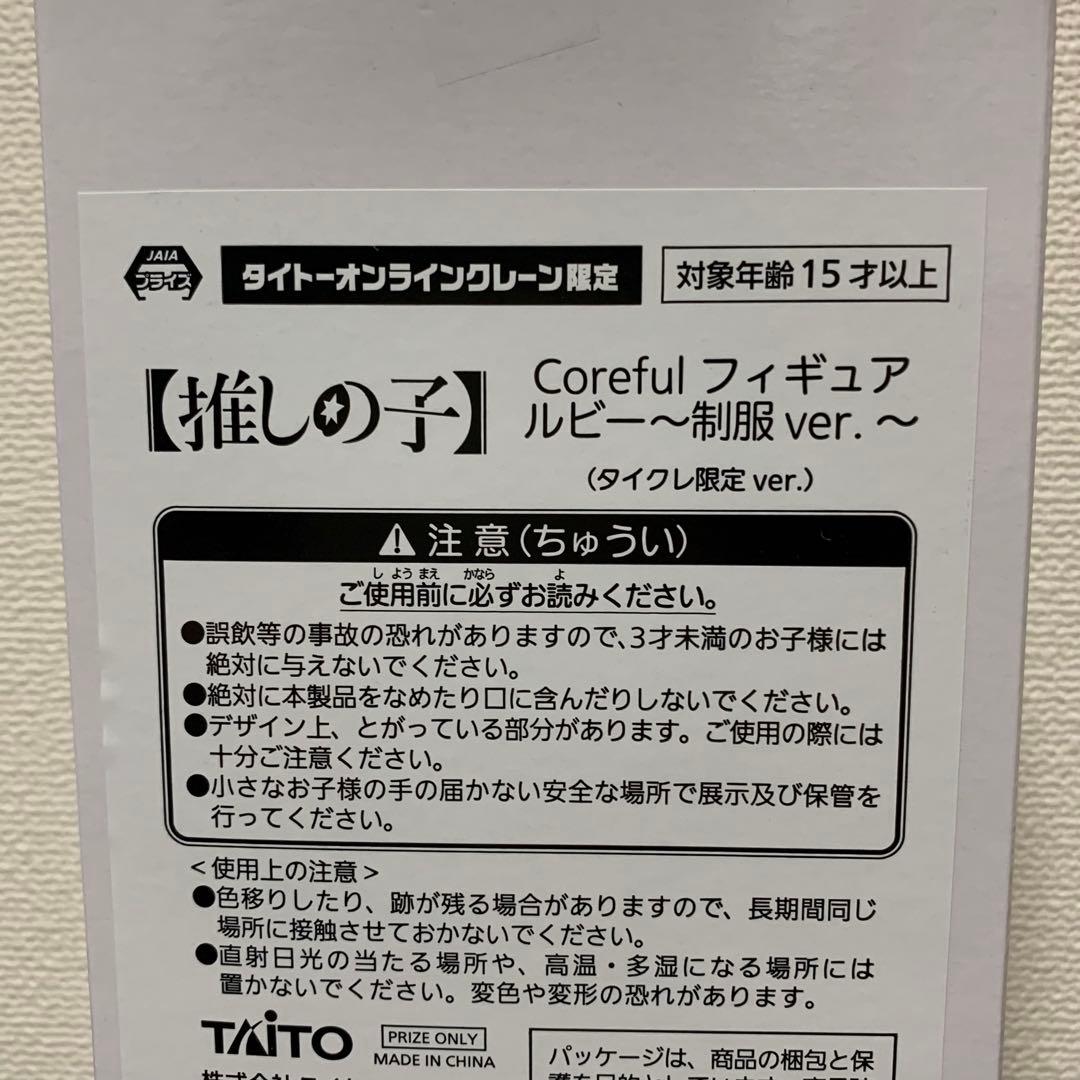 JAIA
プライズ
タイトーオンラインクレーン限定
対象年齢15才以上
【推しの子】
Coreful フィギュア
ルビー～制服 ver. ～
（タイクレ限定 ver.）
注 意（ちゅうい）
し よう まえ かなら よ
ご使用前に必ずお読みください。
●誤飲等の事故の恐れがありますので、3才未満のお子様には
絶対に与えないでください。
●絶対に本製品をなめたり口に含んだりしないでください。
●デザイン上、とがっている部分があります。ご使用の際には
十分ご注意ください。
●小さなお子様の手の届かない安全な場所で展示及び保管を
行ってください。
＜使用上の注意＞
●色移りしたり、跡が残る場合がありますので、長期間同じ
場所に接触させておかないでください。
●直射日光の当たる場所や、高温・多湿になる場所には
置かないでください。変色や変形の恐れがあります。
TAITO
PRIZE ONLY
MADE IN CHINA
パッケージは、商品の梱包と保